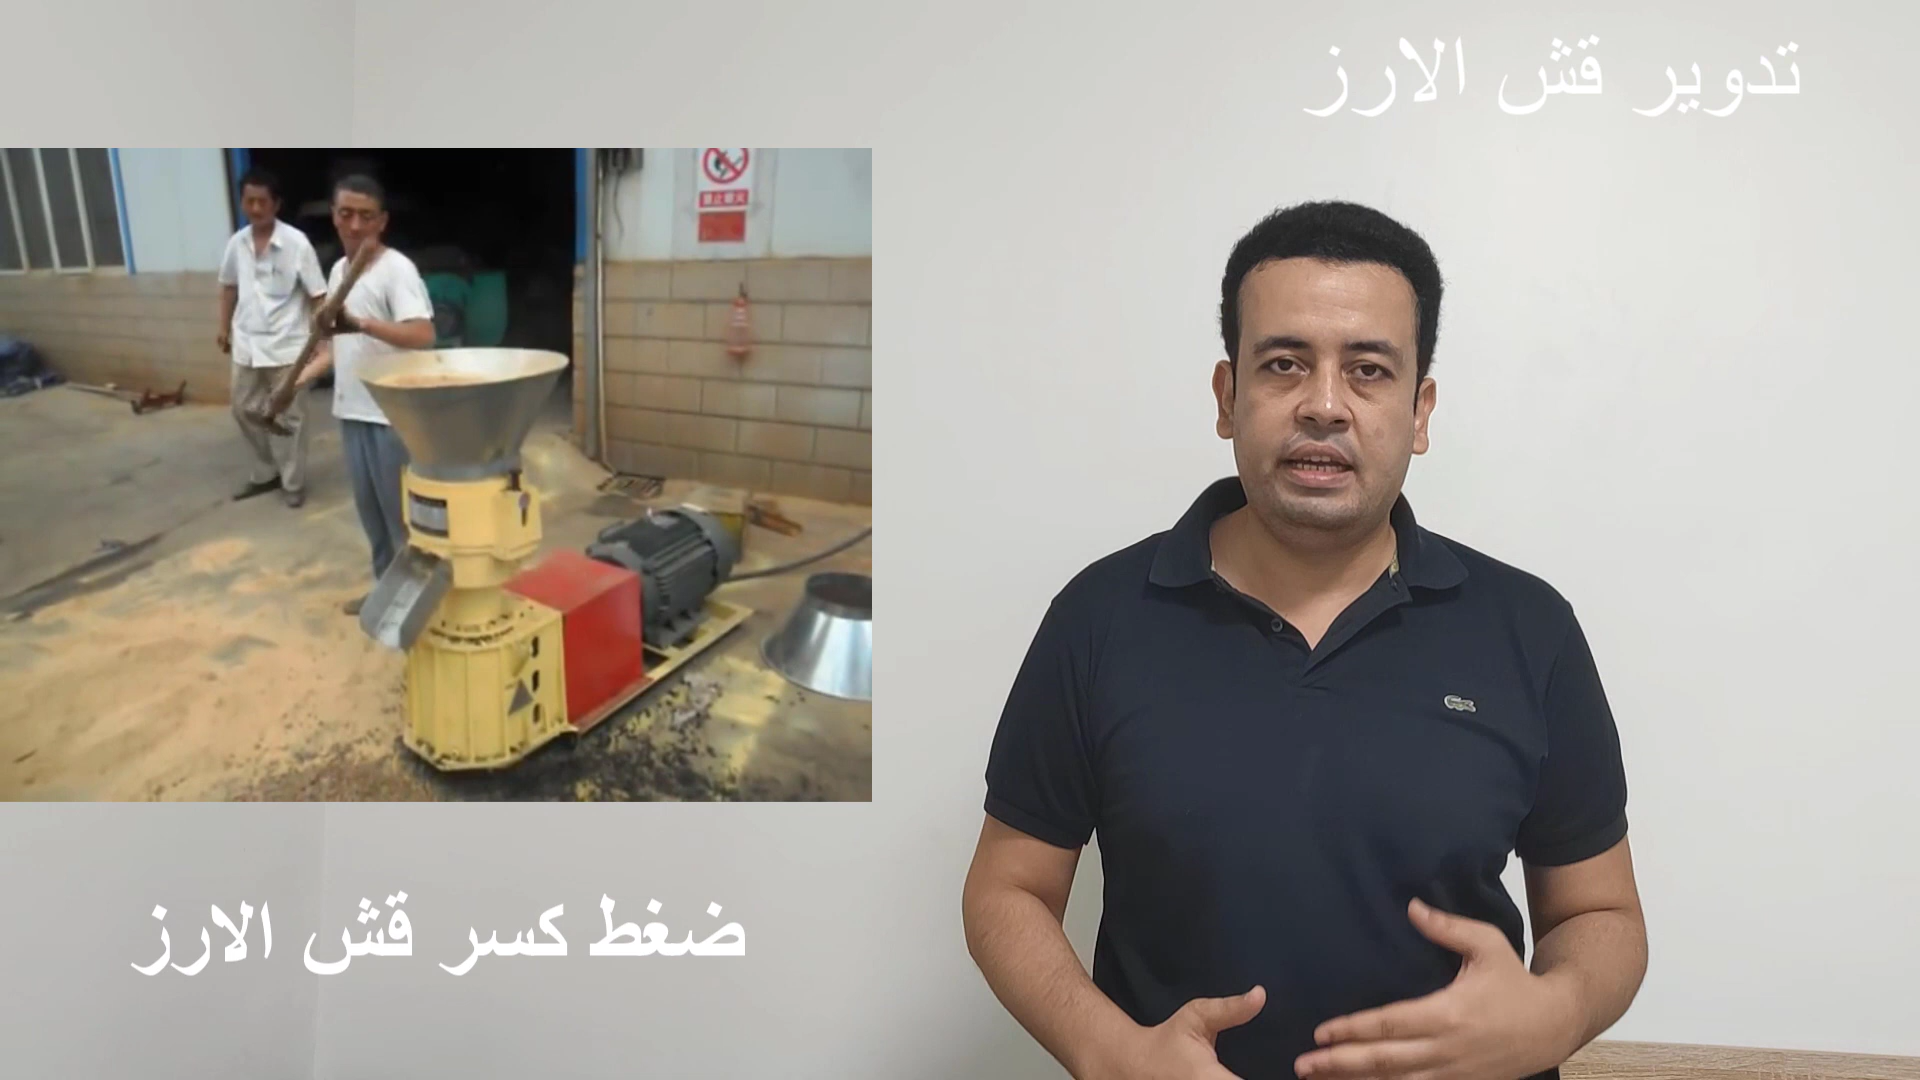 تدوير قش الارز
ضغط كسر قش الارز